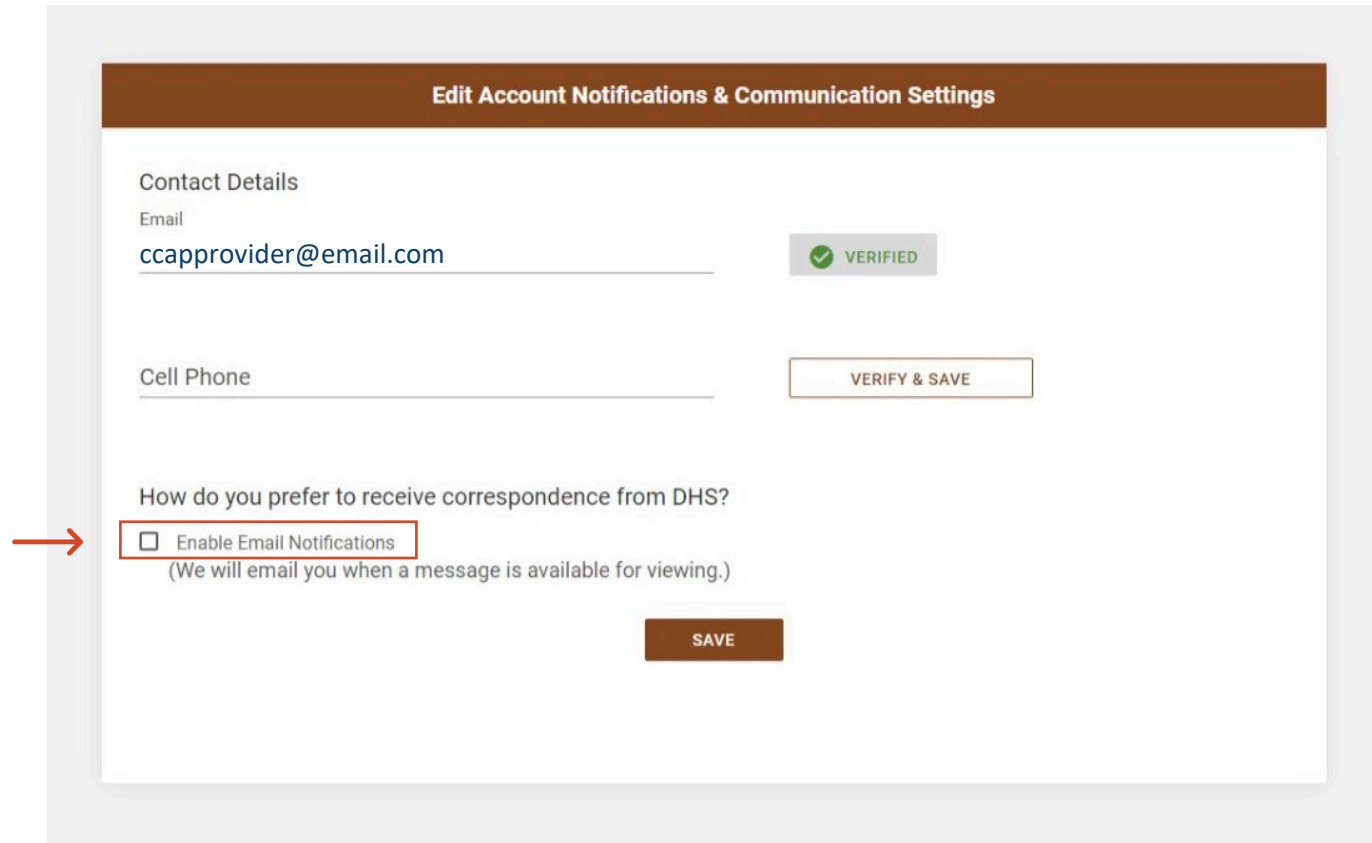 Edit Account Notifications & Communication Settings
Contact Details
Email
ccapprovider@email.com
VERIFIED
Cell Phone
VERIFY & SAVE
How do you prefer to receive correspondence from DHS?
Enable Email Notifications
(We will email you when a message is available for viewing.)
SAVE